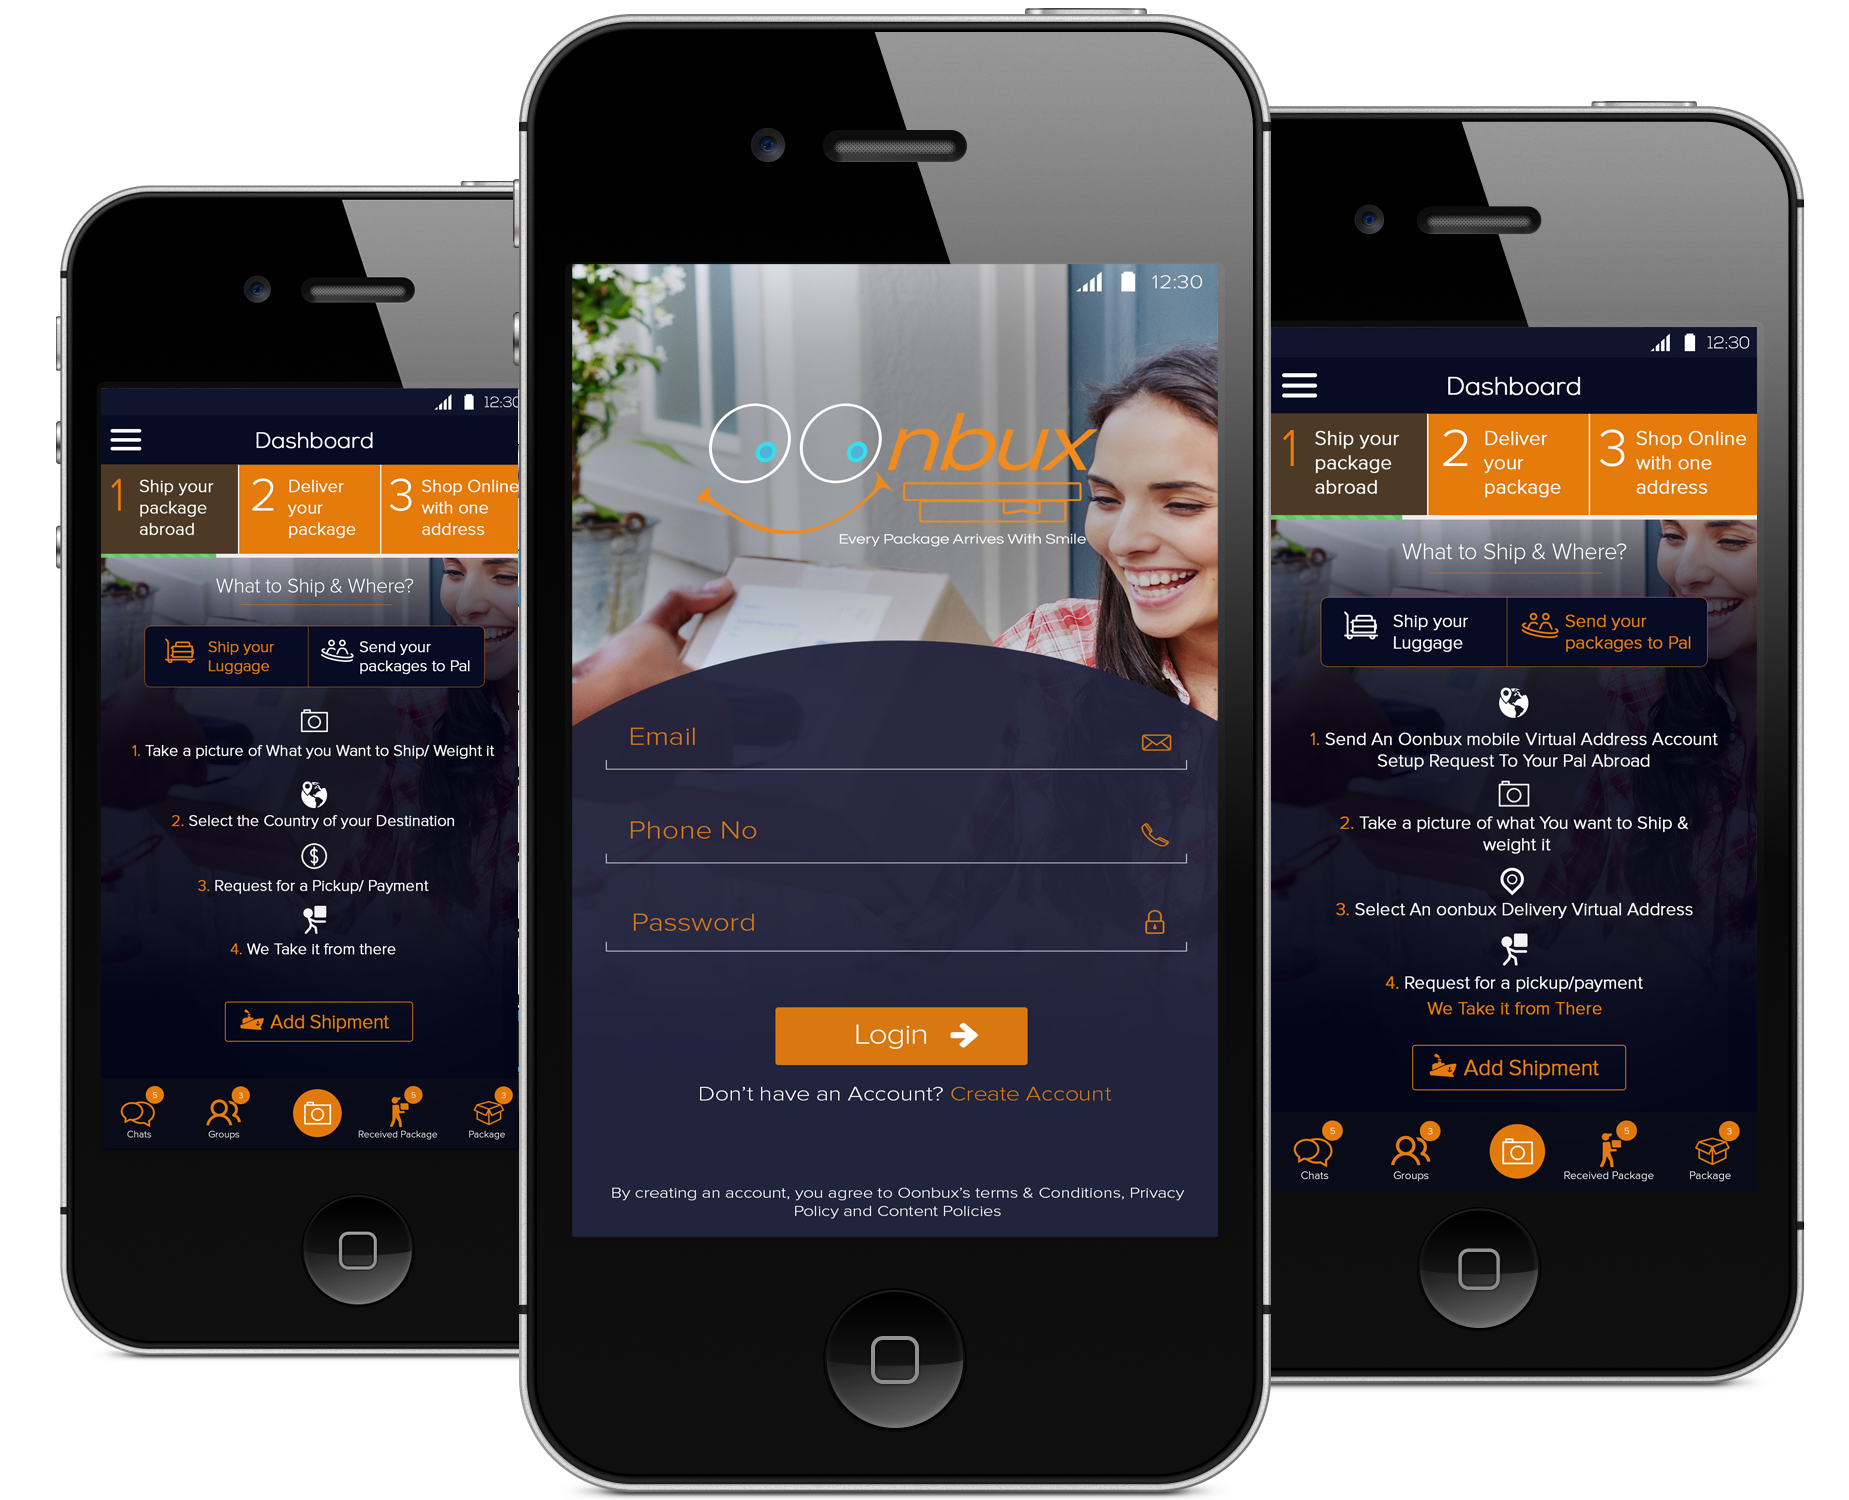 12:30
Dashboard
1 Ship your
package
abroad
2 Deliver
your
package
3 Shop Online
with one
address
What to Ship & Where?
Ship your
Luggage
Send your
packages to Pal
1. Take a picture of What you Want to Ship/ Weight it
2. Select the Country of your Destination
$
3. Request for a Pickup/ Payment
4. We Take it from there
Add Shipment
5
3
5
3
Chats
Groups
Received Package
Package
12:30
oonbux
Every Package Arrives With Smile
Email
Phone No
Password
Login
Don't have an Account? Create Account
By creating an account, you agree to Oonbux's terms & Conditions, Privacy
Policy and Content Policies
12:30
Dashboard
1 Ship your
package
abroad
2 Deliver
your
package
3 Shop Online
with one
address
What to Ship & Where?
Ship your
Luggage
Send your
packages to Pal
1. Send An Oonbux mobile Virtual Address Account
Setup Request To Your Pal Abroad
2. Take a picture of what You want to Ship &
weight it
3. Select An oonbux Delivery Virtual Address
4. Request for a pickup/payment
We Take it from There
Add Shipment
5
3
5
3
Chats
Groups
Received Package
Package